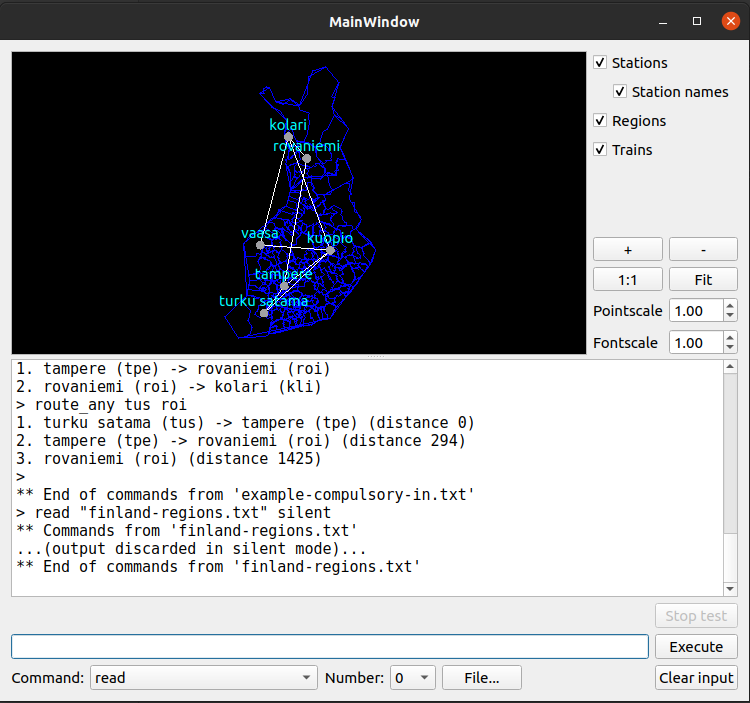 MainWindow
Stations
Station names
Regions
Trains
kolari
rovaniemi
vaasa
kuopio
tampere
turku satama
+ -
1:1 Fit
Pointscale 1.00
Fontscale 1.00
1. tampere (tpe) -> rovaniemi (roi)
2. rovaniemi (roi) -> kolari (kli)
> route_any tus roi
1. turku satama (tus) -> tampere (tpe) (distance 0)
2. tampere (tpe) -> rovaniemi (roi) (distance 294)
3. rovaniemi (roi) (distance 1425)
>
** End of commands from 'example-compulsory-in.txt'
> read "finland-regions.txt" silent
** Commands from 'finland-regions.txt'
...(output discarded in silent mode)...
** End of commands from 'finland-regions.txt'
Stop test
Execute
Command: read Number: 0 File... Clear input